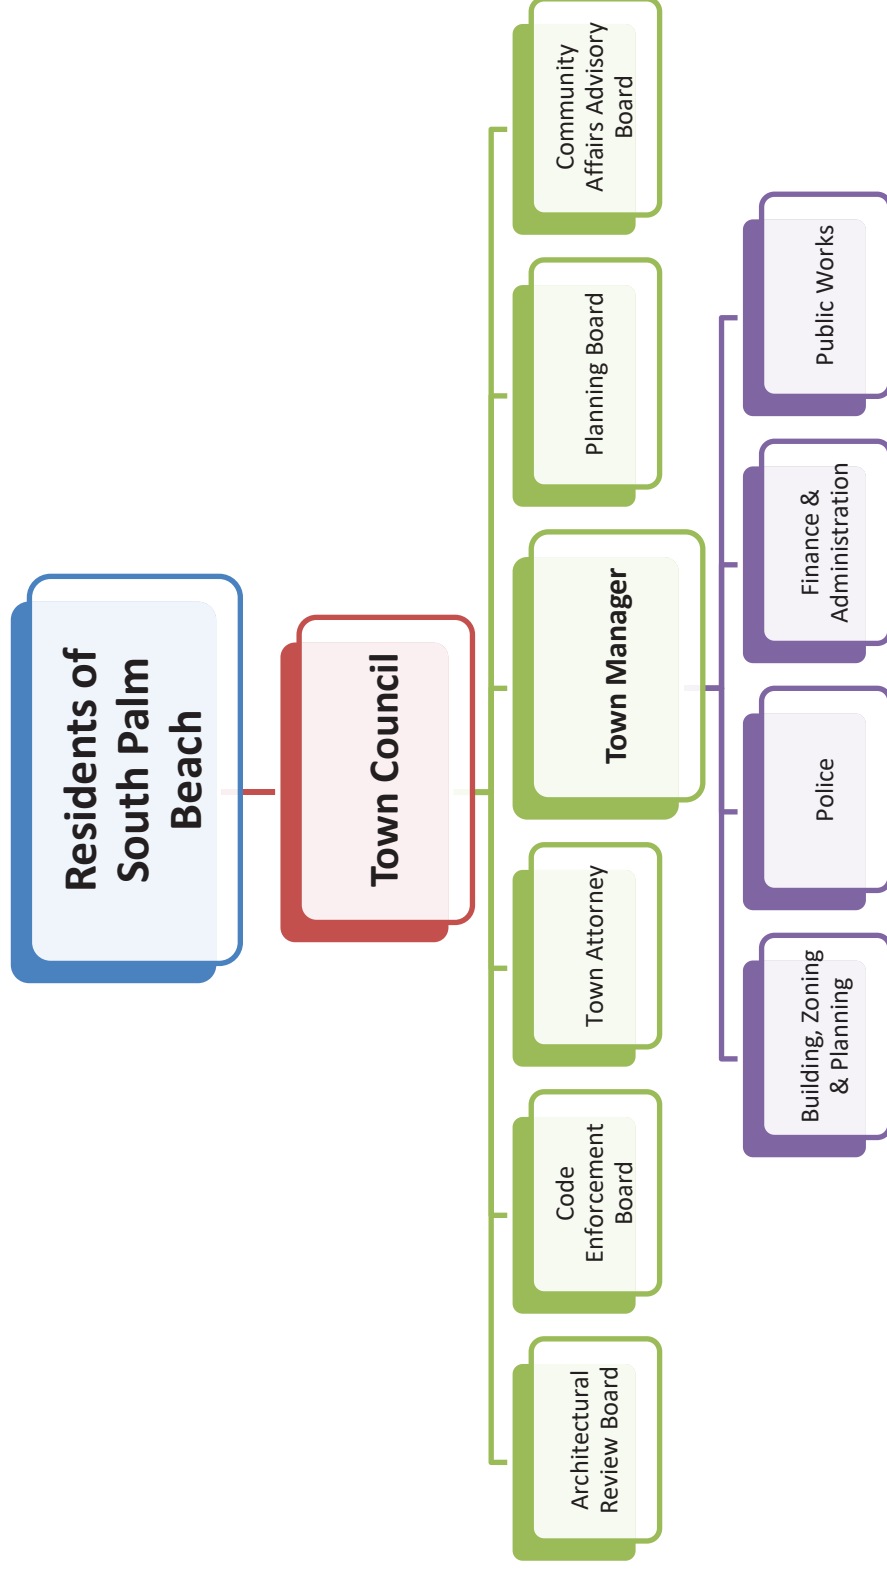 Residents of
South Palm
Beach
Town Council
Architectural
Review Board
Code
Enforcement
Board
Town Attorney
Town Manager
Planning Board
Community
Affairs Advisory
Board
Building, Zoning
& Planning
Police
Finance &
Administration
Public Works